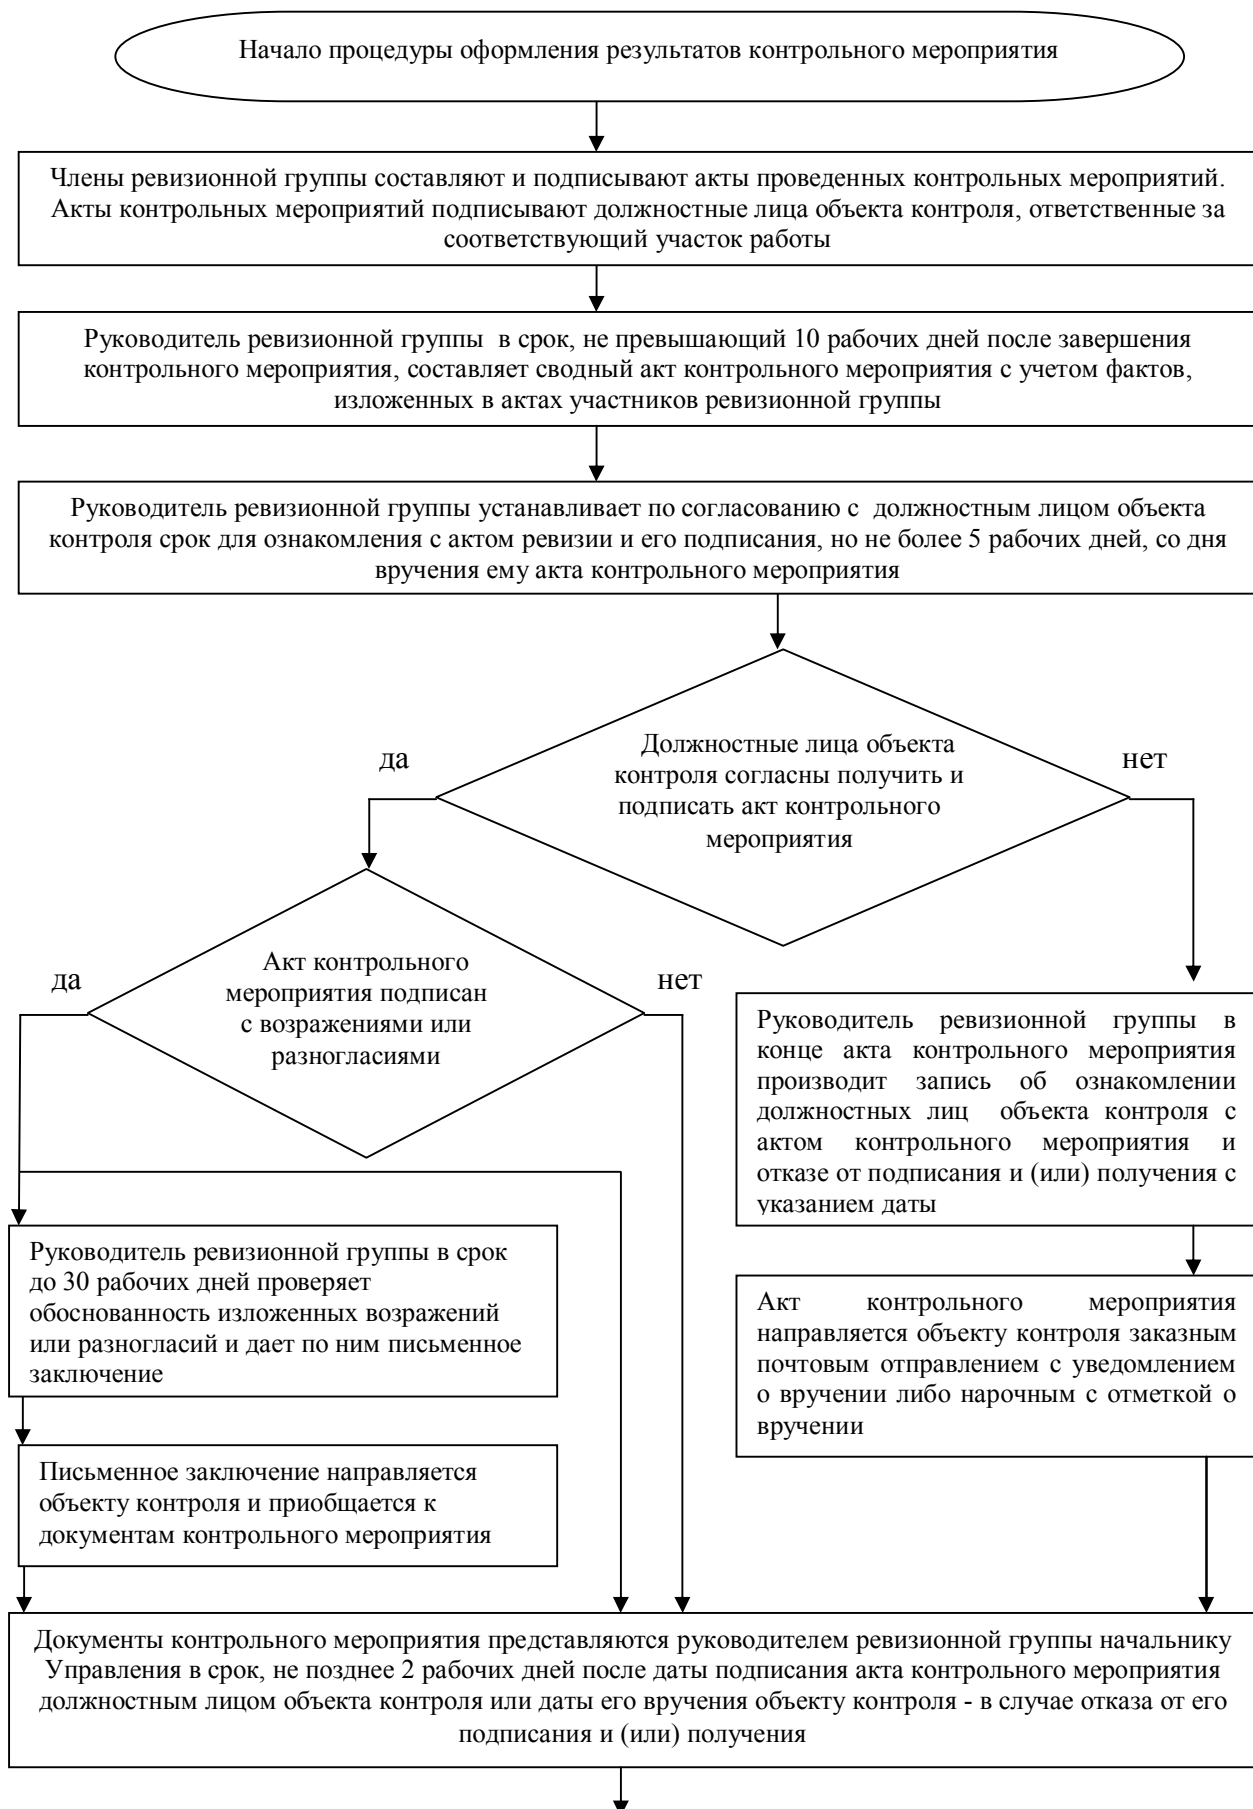 Начало процедуры оформления результатов контрольного мероприятия
Члены ревизионной группы составляют и подписывают акты проведенных контрольных мероприятий.
Акты контрольных мероприятий подписывают должностные лица объекта контроля, ответственные за
соответствующий участок работы
Руководитель ревизионной группы в срок, не превышающий 10 рабочих дней после завершения
контрольного мероприятия, составляет сводный акт контрольного мероприятия с учетом фактов,
изложенных в актах участников ревизионной группы
Руководитель ревизионной группы устанавливает по согласованию с должностным лицом объекта
контроля срок для ознакомления с актом ревизии и его подписания, но не более 5 рабочих дней, со дня
вручения ему акта контрольного мероприятия
Должностные лица объекта
контроля согласны получить и
подписать акт контрольного
мероприятия
да
нет
Акт контрольного
мероприятия подписан
с возражениями или
разногласиями
да
нет
Руководитель ревизионной группы в
конце акта контрольного мероприятия
производит запись об ознакомлении
должностных лиц объекта контроля с
актом контрольного мероприятия и
отказе от подписания и (или) получения с
указанием даты
Руководитель ревизионной группы в срок
до 30 рабочих дней проверяет
обоснованность изложенных возражений
или разногласий и дает по ним письменное
заключение
Акт контрольного мероприятия
направляется объекту контроля заказным
почтовым отправлением с уведомлением
о вручении либо нарочным с отметкой о
вручении
Письменное заключение направляется
объекту контроля и приобщается к
документам контрольного мероприятия
Документы контрольного мероприятия представляются руководителем ревизионной группы начальнику
Управления в срок, не позднее 2 рабочих дней после даты подписания акта контрольного мероприятия
должностным лицом объекта контроля или даты его вручения объекту контроля - в случае отказа от его
подписания и (или) получения